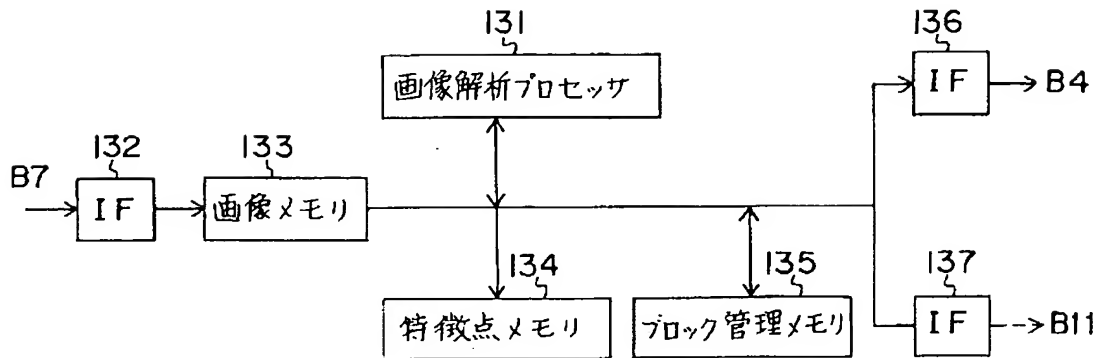 131
画像解析プロセッサ
136
IF
B4
132
133
B7
IF
画像メモリ
134
特徴点メモリ
135
ブロック管理メモリ
137
IF
B11